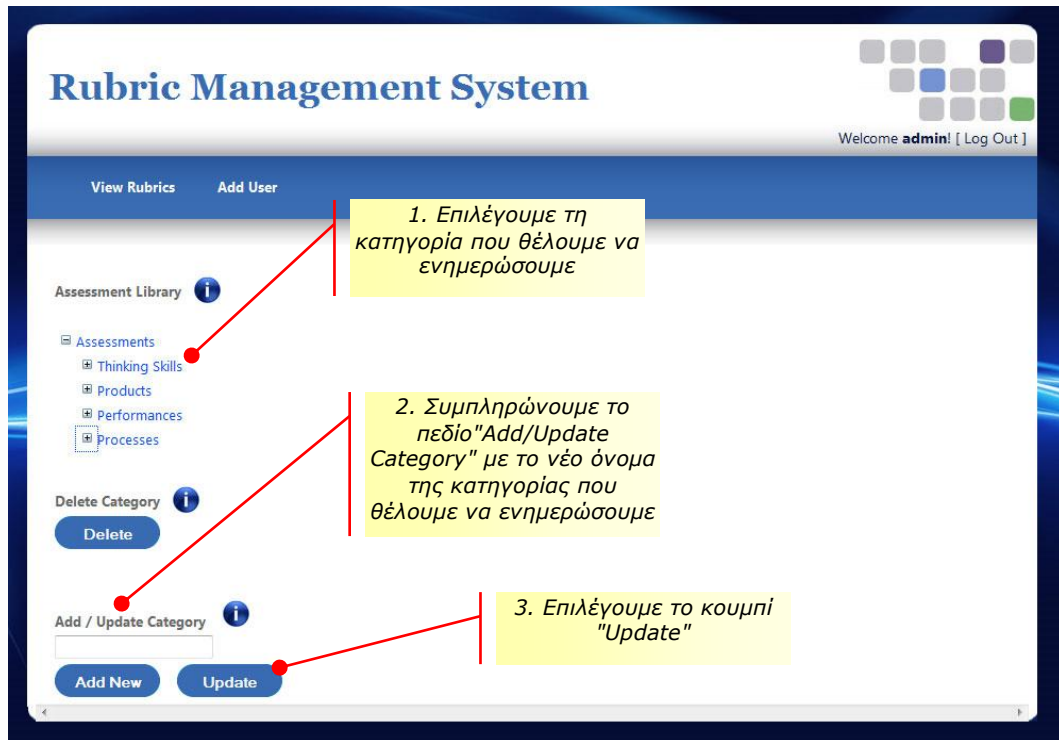 Rubric Management System
Welcome admin! [ Log Out ]
View Rubrics Add User
1. Επιλέγουμε τη
κατηγορία που θέλουμε να
ενημερώσουμε
Assessment Library
Assessments
Thinking Skills
Products
Performances
Processes
2. Συμπληρώνουμε το
πεδίο"Add/Update
Category" με το νέο όνομα
της κατηγορίας που
θέλουμε να ενημερώσουμε
Delete Category
Delete
3. Επιλέγουμε το κουμπί
"Update"
Add / Update Category
Add New Update